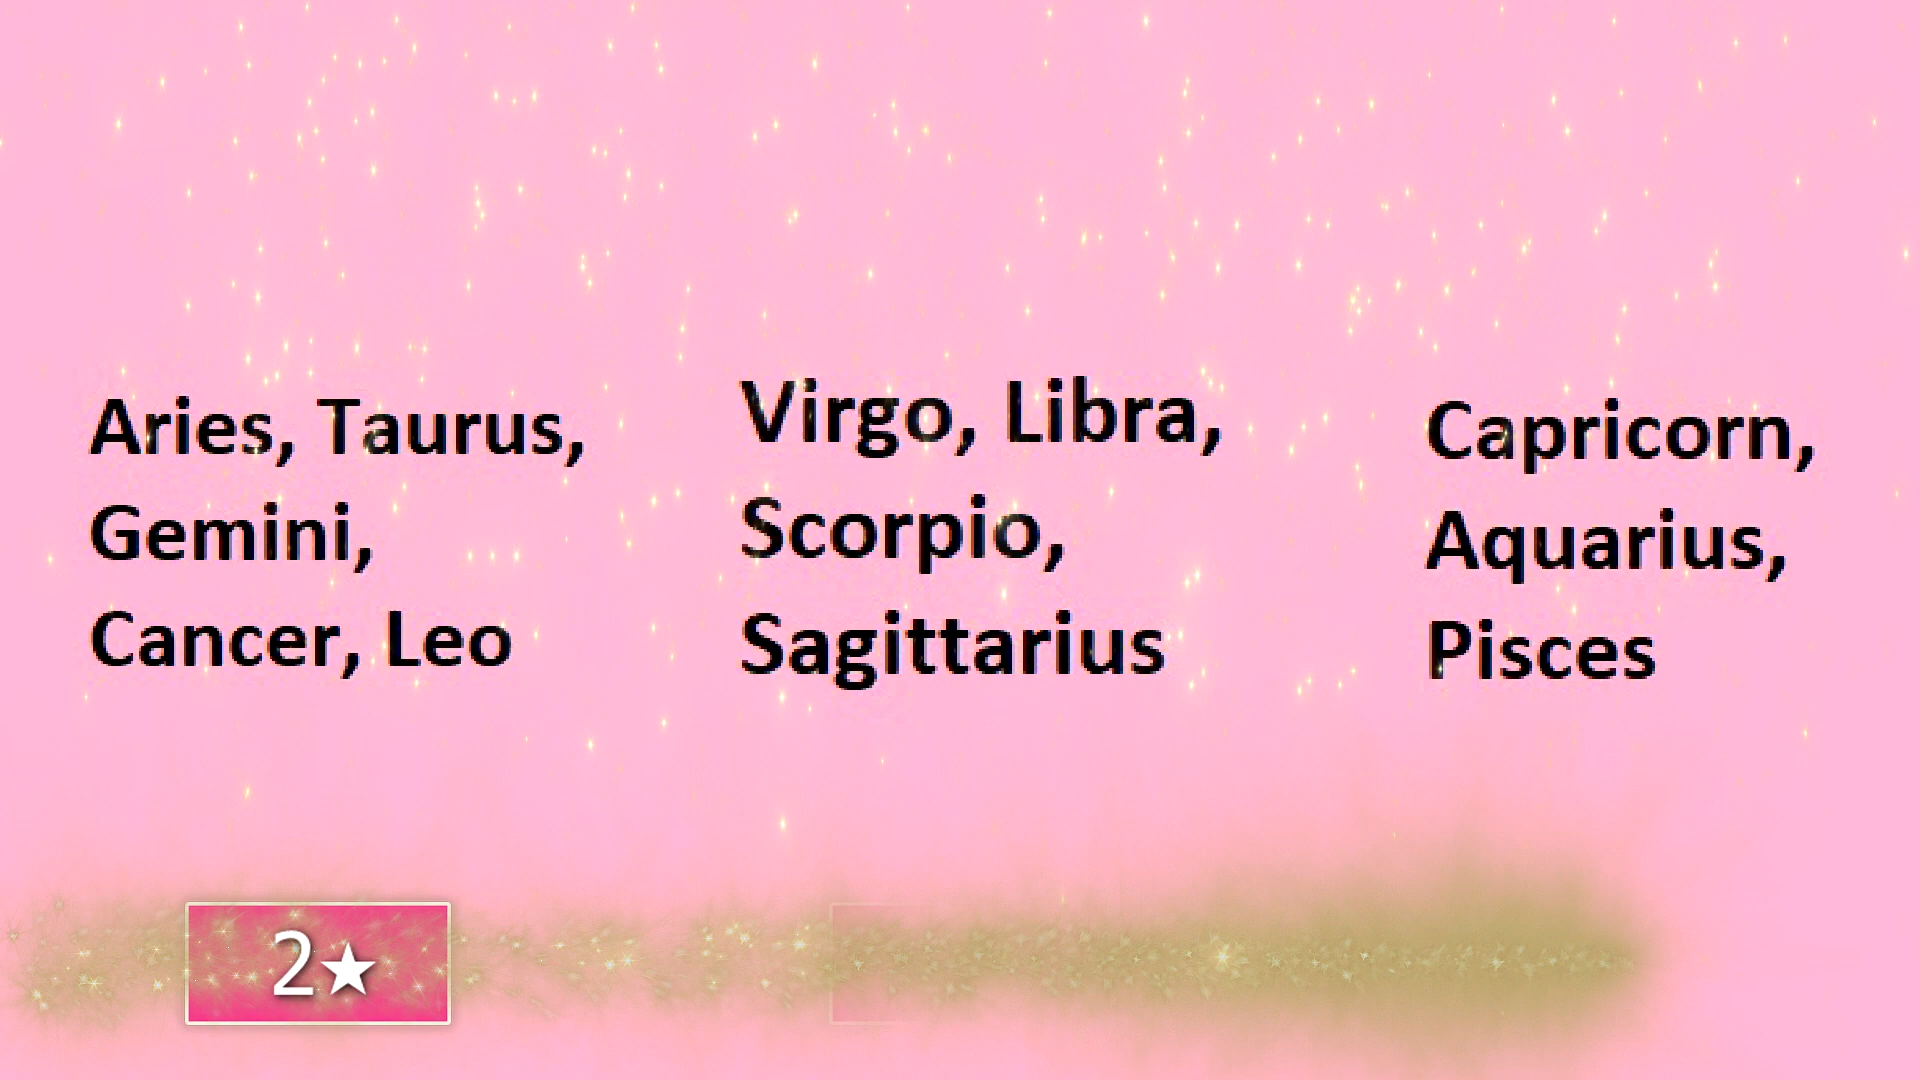 Aries, Taurus,
Gemini,
Cancer, Leo
Virgo, Libra,
Scorpio,
Sagittarius
Capricorn,
Aquarius,
Pisces
2★